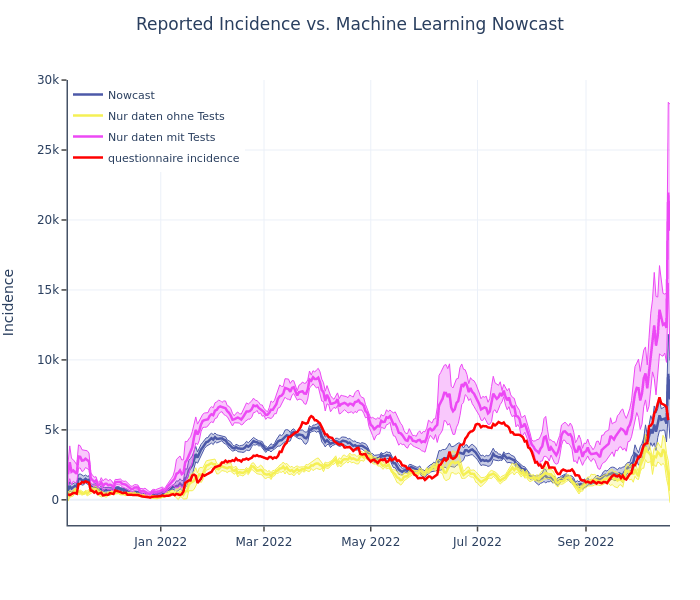 Reported Incidence vs. Machine Learning Nowcast
Incidence
30k
25k
20k
15k
10k
5k
0
Nowcast
Nur daten ohne Tests
Nur daten mit Tests
questionnaire incidence
Jan 2022
Mar 2022
May 2022
Jul 2022
Sep 2022